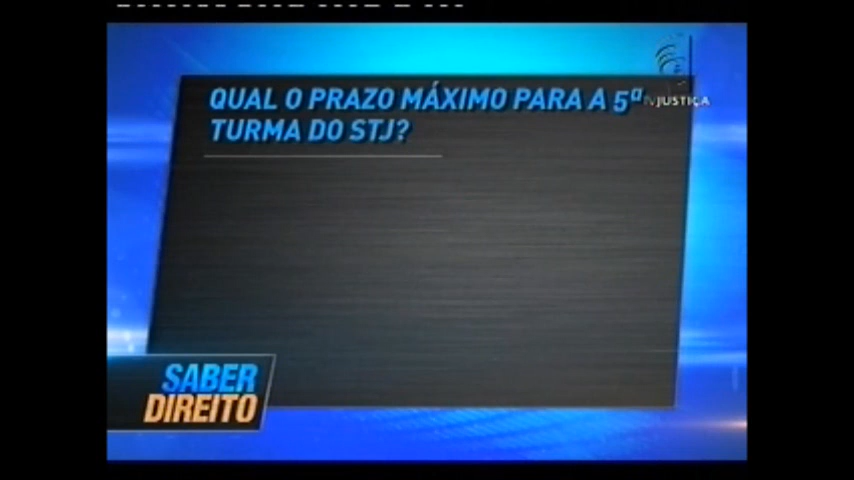 QUAL O PRAZO MÁXIMO PARA A 5ª
TURMA DO STJ?
TV JUSTIÇA
SABER
DIREITO